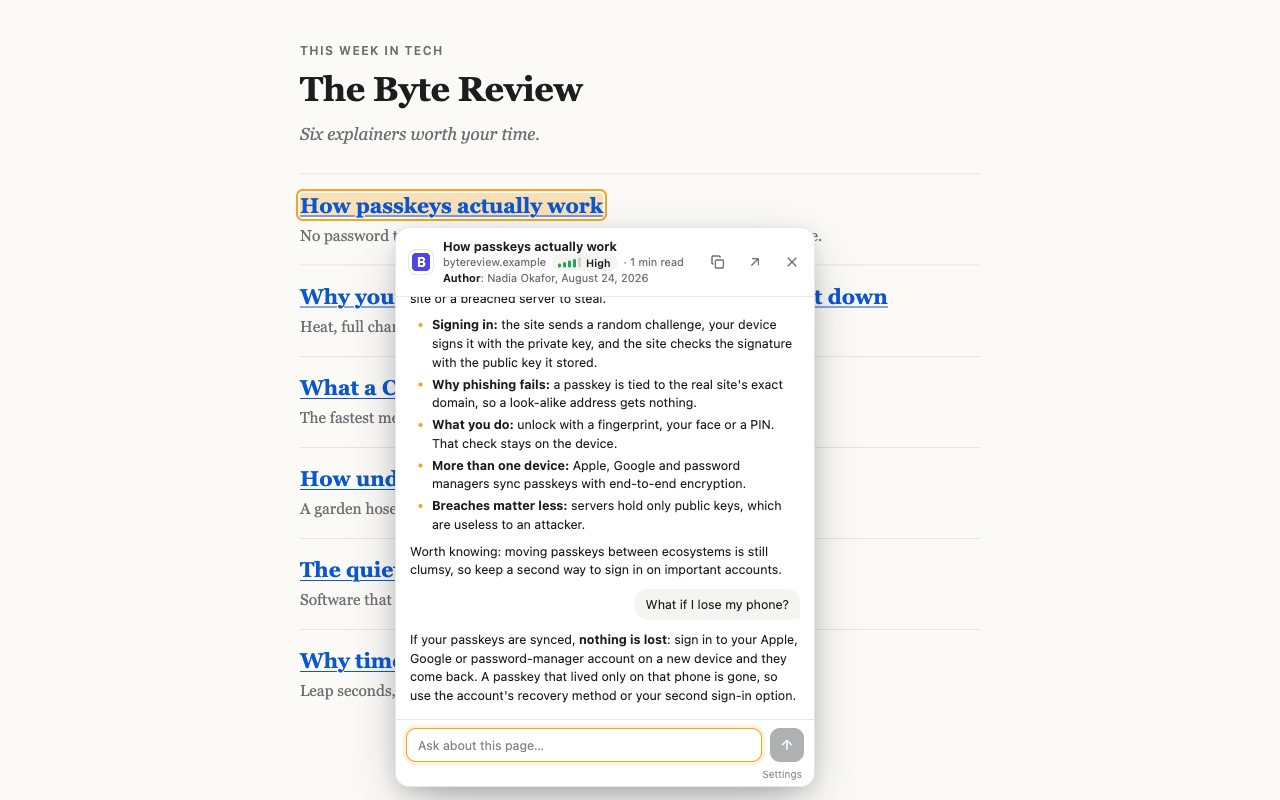 THIS WEEK IN TECH
The Byte Review
Six explainers worth your time.
How passkeys actually work
No password
e.
Why you
t down
Heat, full
What a C
The fastest
How
A garden hose
The
Software that
Why
Leap seconds,
B
How passkeys actually work
bytereview.example High · 1 min read
Author: Nadia Okafor, August 24, 2026
site or a breached server to steal.
• Signing in: the site sends a random challenge, your device
signs it with the private key, and the site checks the signature
with the public key it stored.
• Why phishing fails: a passkey is tied to the real site's exact
domain, so a look-alike address gets nothing.
• What you do: unlock with a fingerprint, your face or a PIN.
That check stays on the device.
• More than one device: Apple, Google and password
managers sync passkeys with end-to-end encryption.
• Breaches matter less: servers hold only public keys, which
are useless to an attacker.
Worth knowing: moving passkeys between ecosystems is still
clumsy, so keep a second way to sign in on important accounts.
What if I lose my phone?
If your passkeys are synced, nothing is lost: sign in to your Apple,
Google or password-manager account on a new device and they
come back. A passkey that lived only on that phone is gone, so
use the account's recovery method or your second sign-in option.
Ask about this page…
Settings